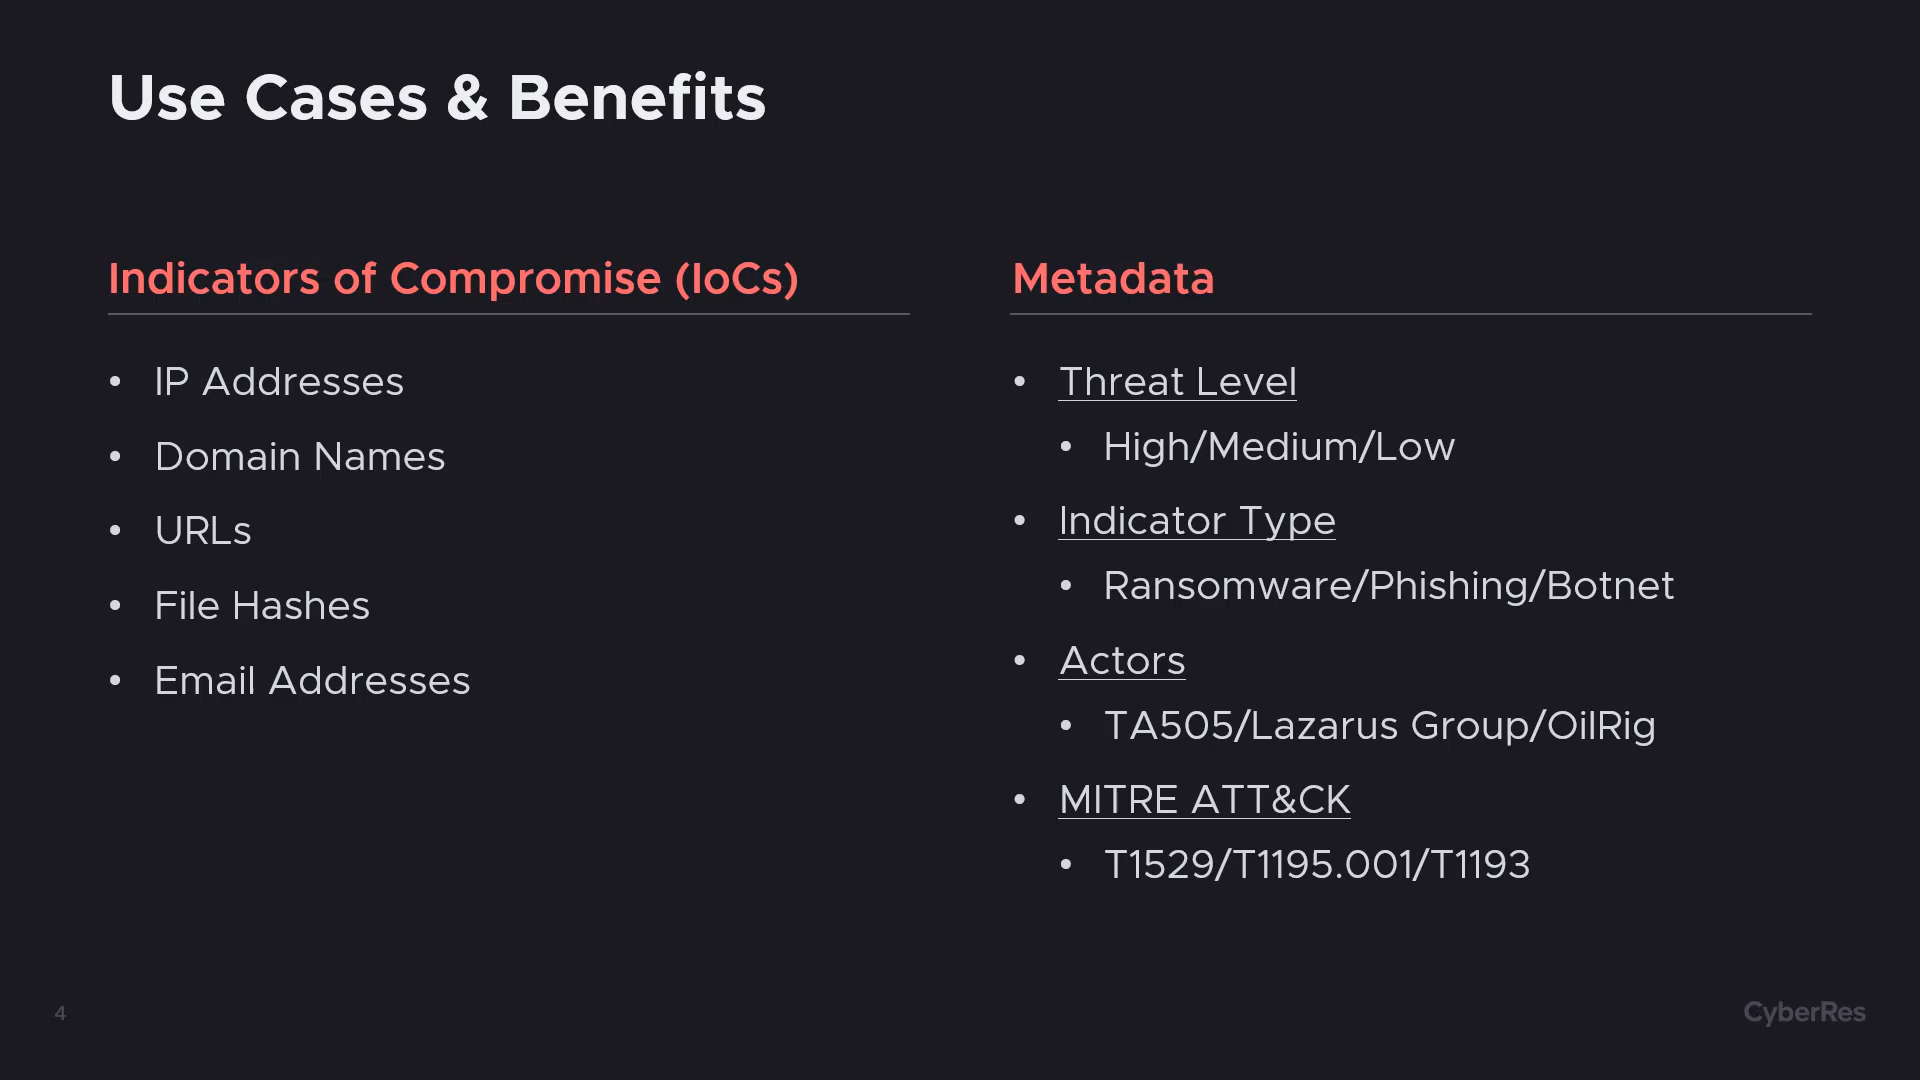 Use Cases & Benefits
Indicators of Compromise (IoCs)
• IP Addresses
• Domain Names
• URLs
• File Hashes
• Email Addresses
Metadata
• Threat Level
• High/Medium/Low
• Indicator Type
• Ransomware/Phishing/Botnet
• Actors
• TA505/Lazarus Group/OilRig
• MITRE ATT&CK
• T1529/T1195.001/T1193
4
CyberRes